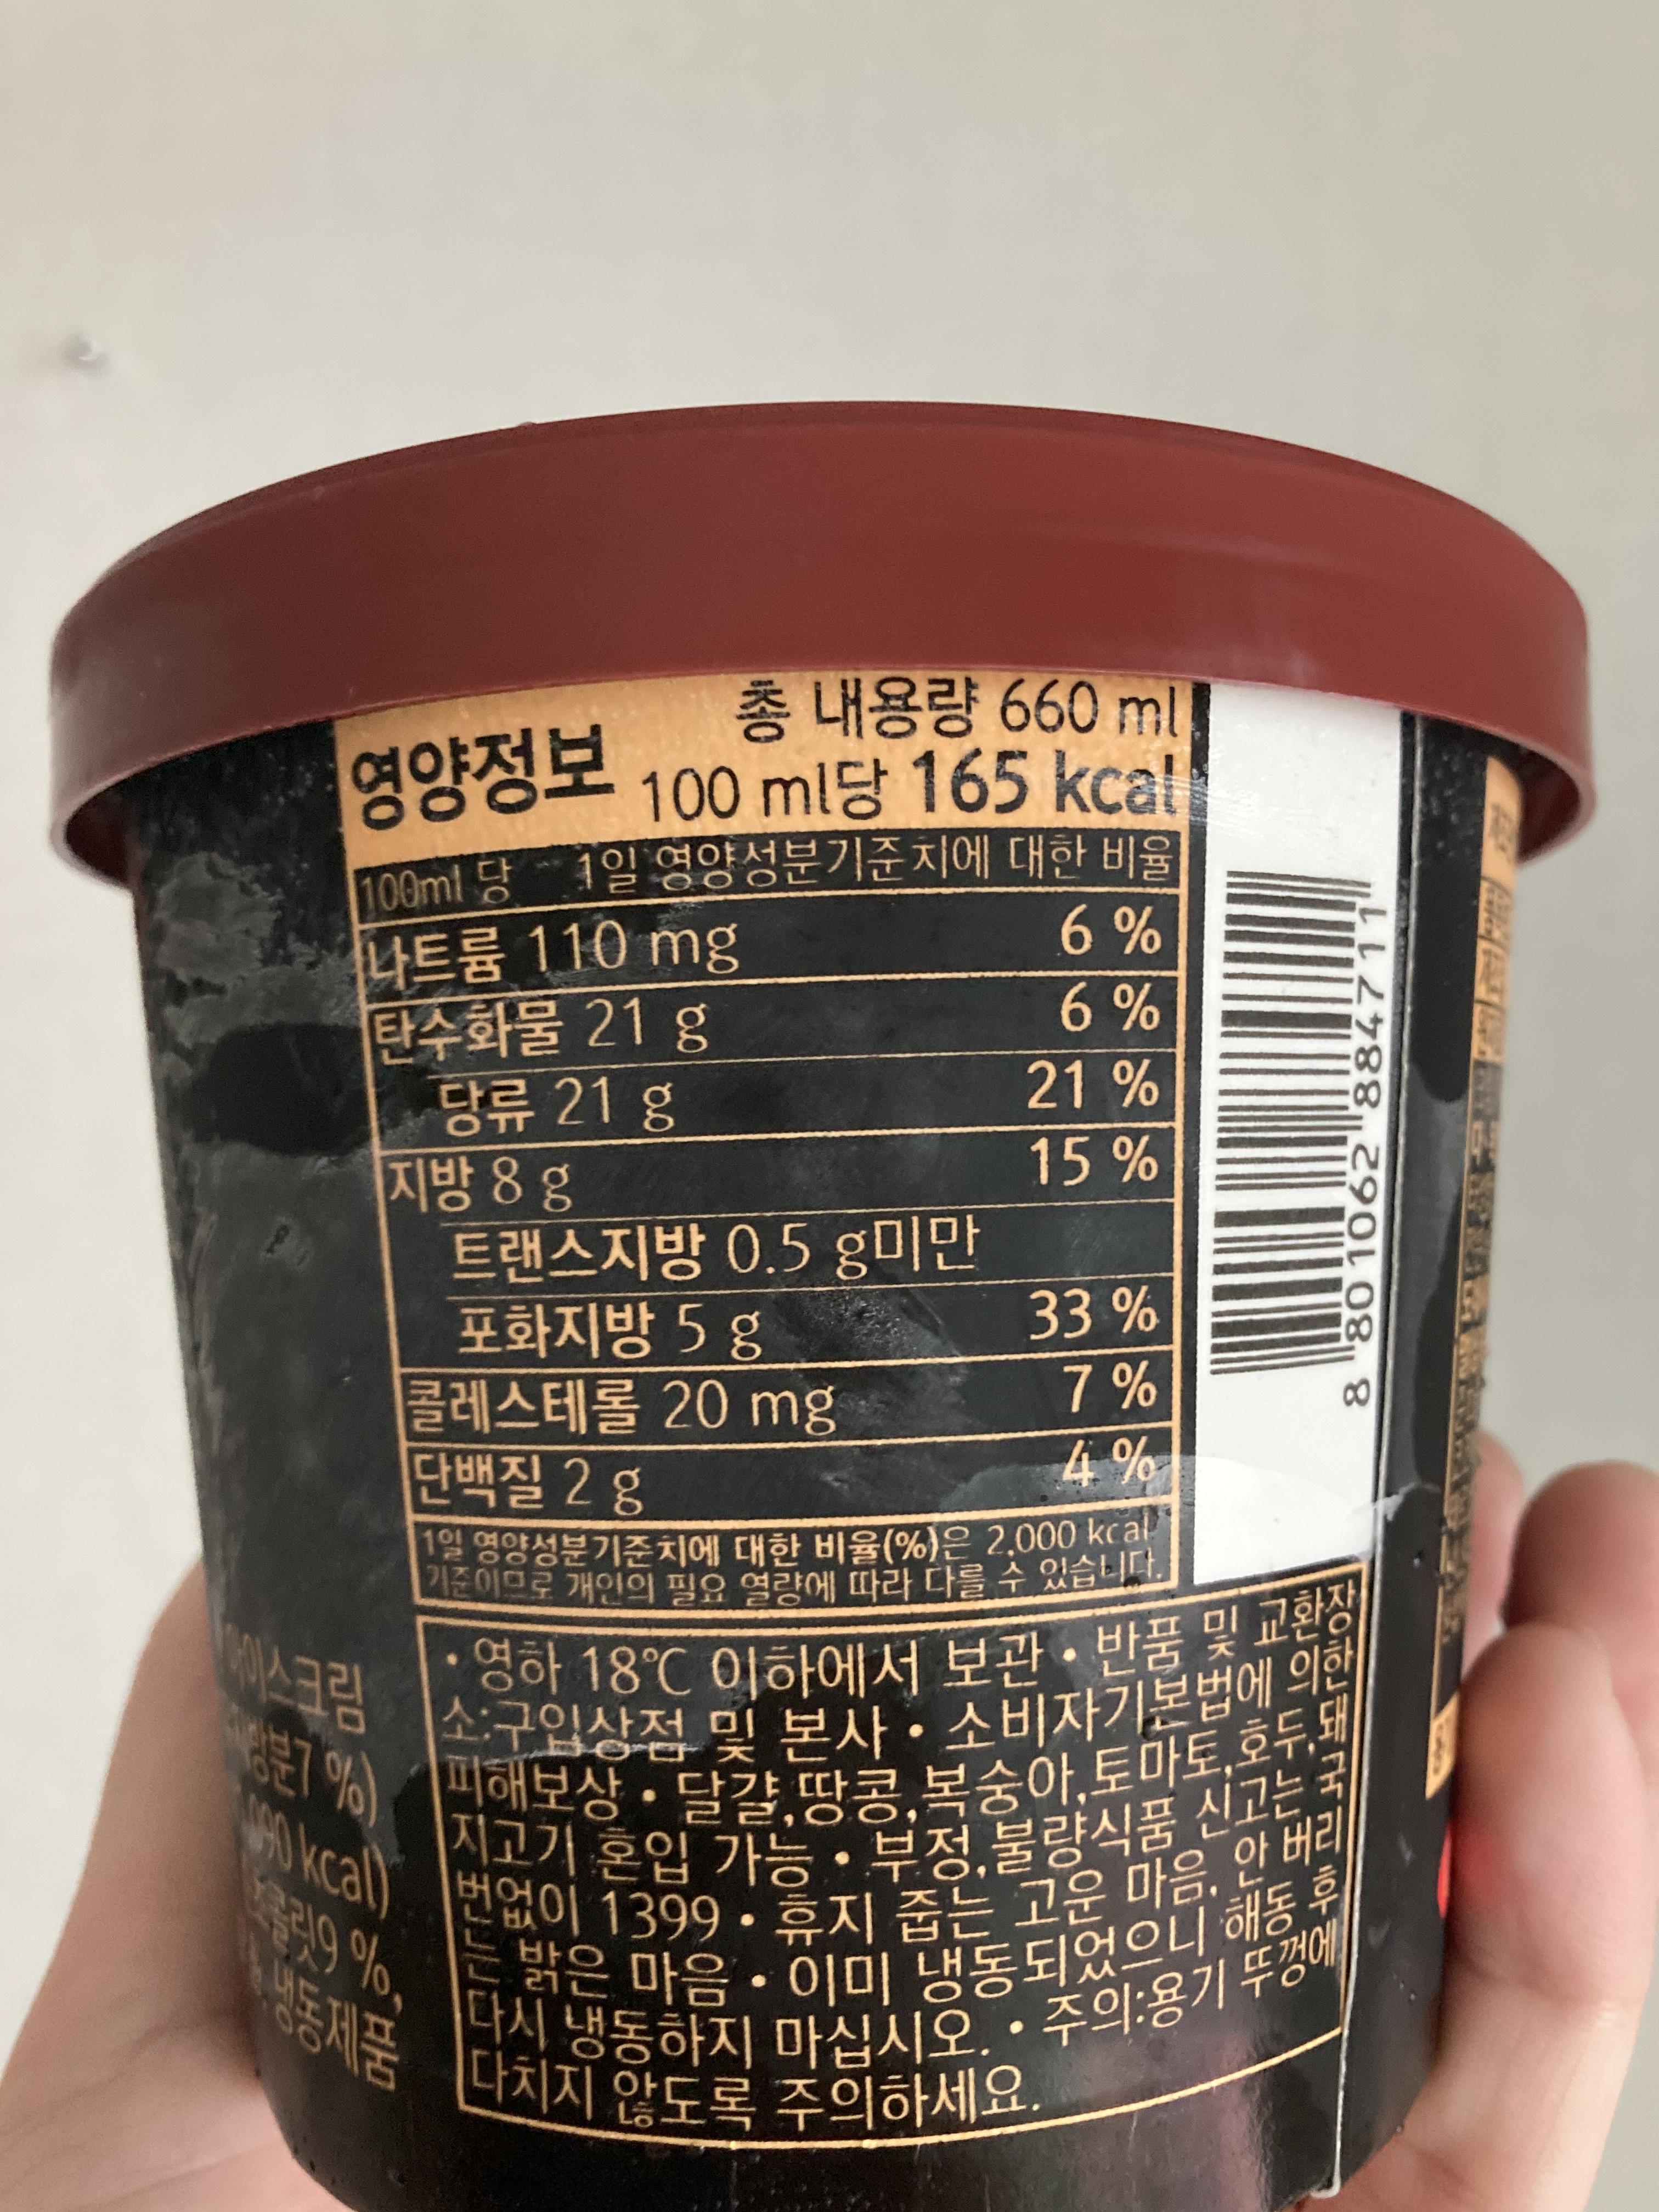 총 내용량 660 ml
영양정보 100 ml당 165 kcal
100ml 당 1일 영양성분기준치에 대한 비율
나트륨 110 mg 6 %
탄수화물 21 g 6 %
당류 21 g 21 %
지방 8 g 15 %
트랜스지방 0.5 g미만
포화지방 5 g 33 %
콜레스테롤 20 mg 7 %
단백질 2 g 4 %
1일 영양성분기준치에 대한 비율(%)은 2,000 kcal
기준이므로 개인의 필요 열량에 따라 다를 수 있습니다.
• 영하 18℃ 이하에서 보관 • 반품 및 교환장
소:구입상점 및 본사 • 소비자기본법에 의한
피해보상 • 달걀,땅콩,복숭아,토마토,호두,돼
지고기 혼입 가능 • 부정,불량식품 신고는 국
번없이 1399 • 휴지 줍는 고운 마음, 안 버리
는 밝은 마음 • 이미 냉동되었으니 해동 후
다시 냉동하지 마십시오. • 주의:용기 뚜껑에
다치지 않도록 주의하세요.
8 801062 884711
아이스크림
7 %)
kcal)
9 %,
냉동제품